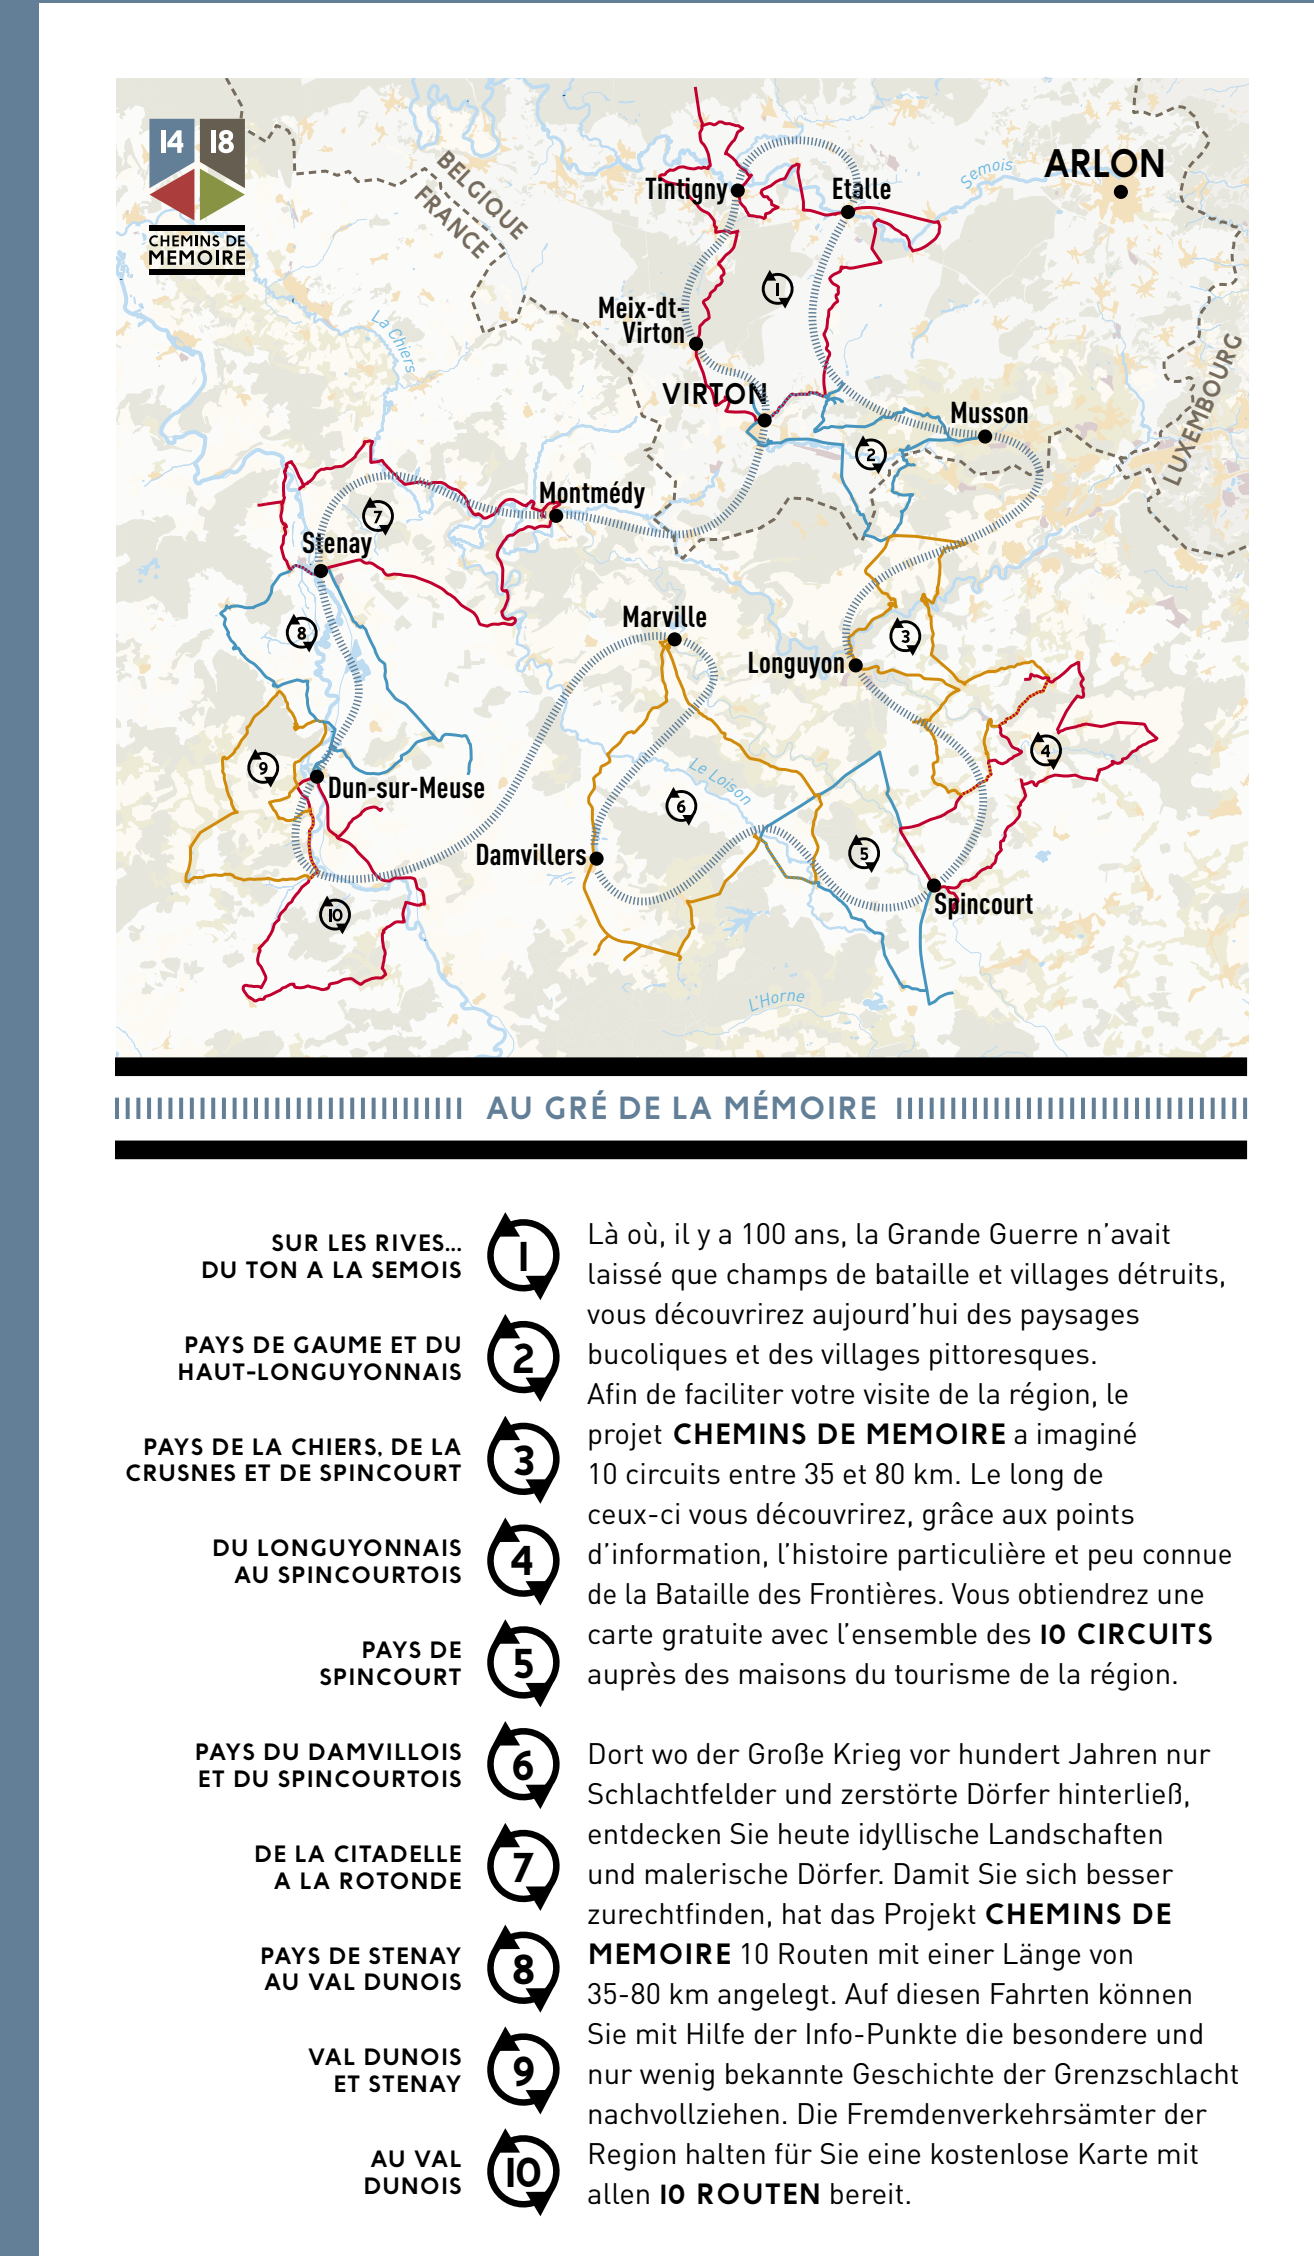 14 18
CHEMINS DE
MEMOIRE
BELGIQUE
FRANCE
Semois
ARLON
Tintigny
Etalle
1
Meix-dt-
Virton
La Chiers
LUXEMBOURG
VIRTON
Musson
2
Montmédy
7
Stenay
Marville
8
3
Longuyon
4
9
Dun-sur-Meuse
Le Loison
6
Damvillers
5
Spincourt
10
L'Horne
AU GRÉ DE LA MÉMOIRE
SUR LES RIVES...
DU TON A LA SEMOIS
1
PAYS DE GAUME ET DU
HAUT-LONGUYONNAIS
2
PAYS DE LA CHIERS, DE LA
CRUSNES ET DE SPINCOURT
3
DU LONGUYONNAIS
AU SPINCOURTOIS
4
PAYS DE
SPINCOURT
5
PAYS DU DAMVILLOIS
ET DU SPINCOURTOIS
6
DE LA CITADELLE
A LA ROTONDE
7
PAYS DE STENAY
AU VAL DUNOIS
8
VAL DUNOIS
ET STENAY
9
AU VAL
DUNOIS
10
Là où, il y a 100 ans, la Grande Guerre n'avait
laissé que champs de bataille et villages détruits,
vous découvrirez aujourd'hui des paysages
bucoliques et des villages pittoresques.
Afin de faciliter votre visite de la région, le
projet CHEMINS DE MEMOIRE a imaginé
10 circuits entre 35 et 80 km. Le long de
ceux-ci vous découvrirez, grâce aux points
d'information, l'histoire particulière et peu connue
de la Bataille des Frontières. Vous obtiendrez une
carte gratuite avec l'ensemble des 10 CIRCUITS
auprès des maisons du tourisme de la région.
Dort wo der Große Krieg vor hundert Jahren nur
Schlachtfelder und zerstörte Dörfer hinterließ,
entdecken Sie heute idyllische Landschaften
und malerische Dörfer. Damit Sie sich besser
zurechtfinden, hat das Projekt CHEMINS DE
MEMOIRE 10 Routen mit einer Länge von
35-80 km angelegt. Auf diesen Fahrten können
Sie mit Hilfe der Info-Punkte die besondere und
nur wenig bekannte Geschichte der Grenzschlacht
nachvollziehen. Die Fremdenverkehrsämter der
Region halten für Sie eine kostenlose Karte mit
allen 10 ROUTEN bereit.